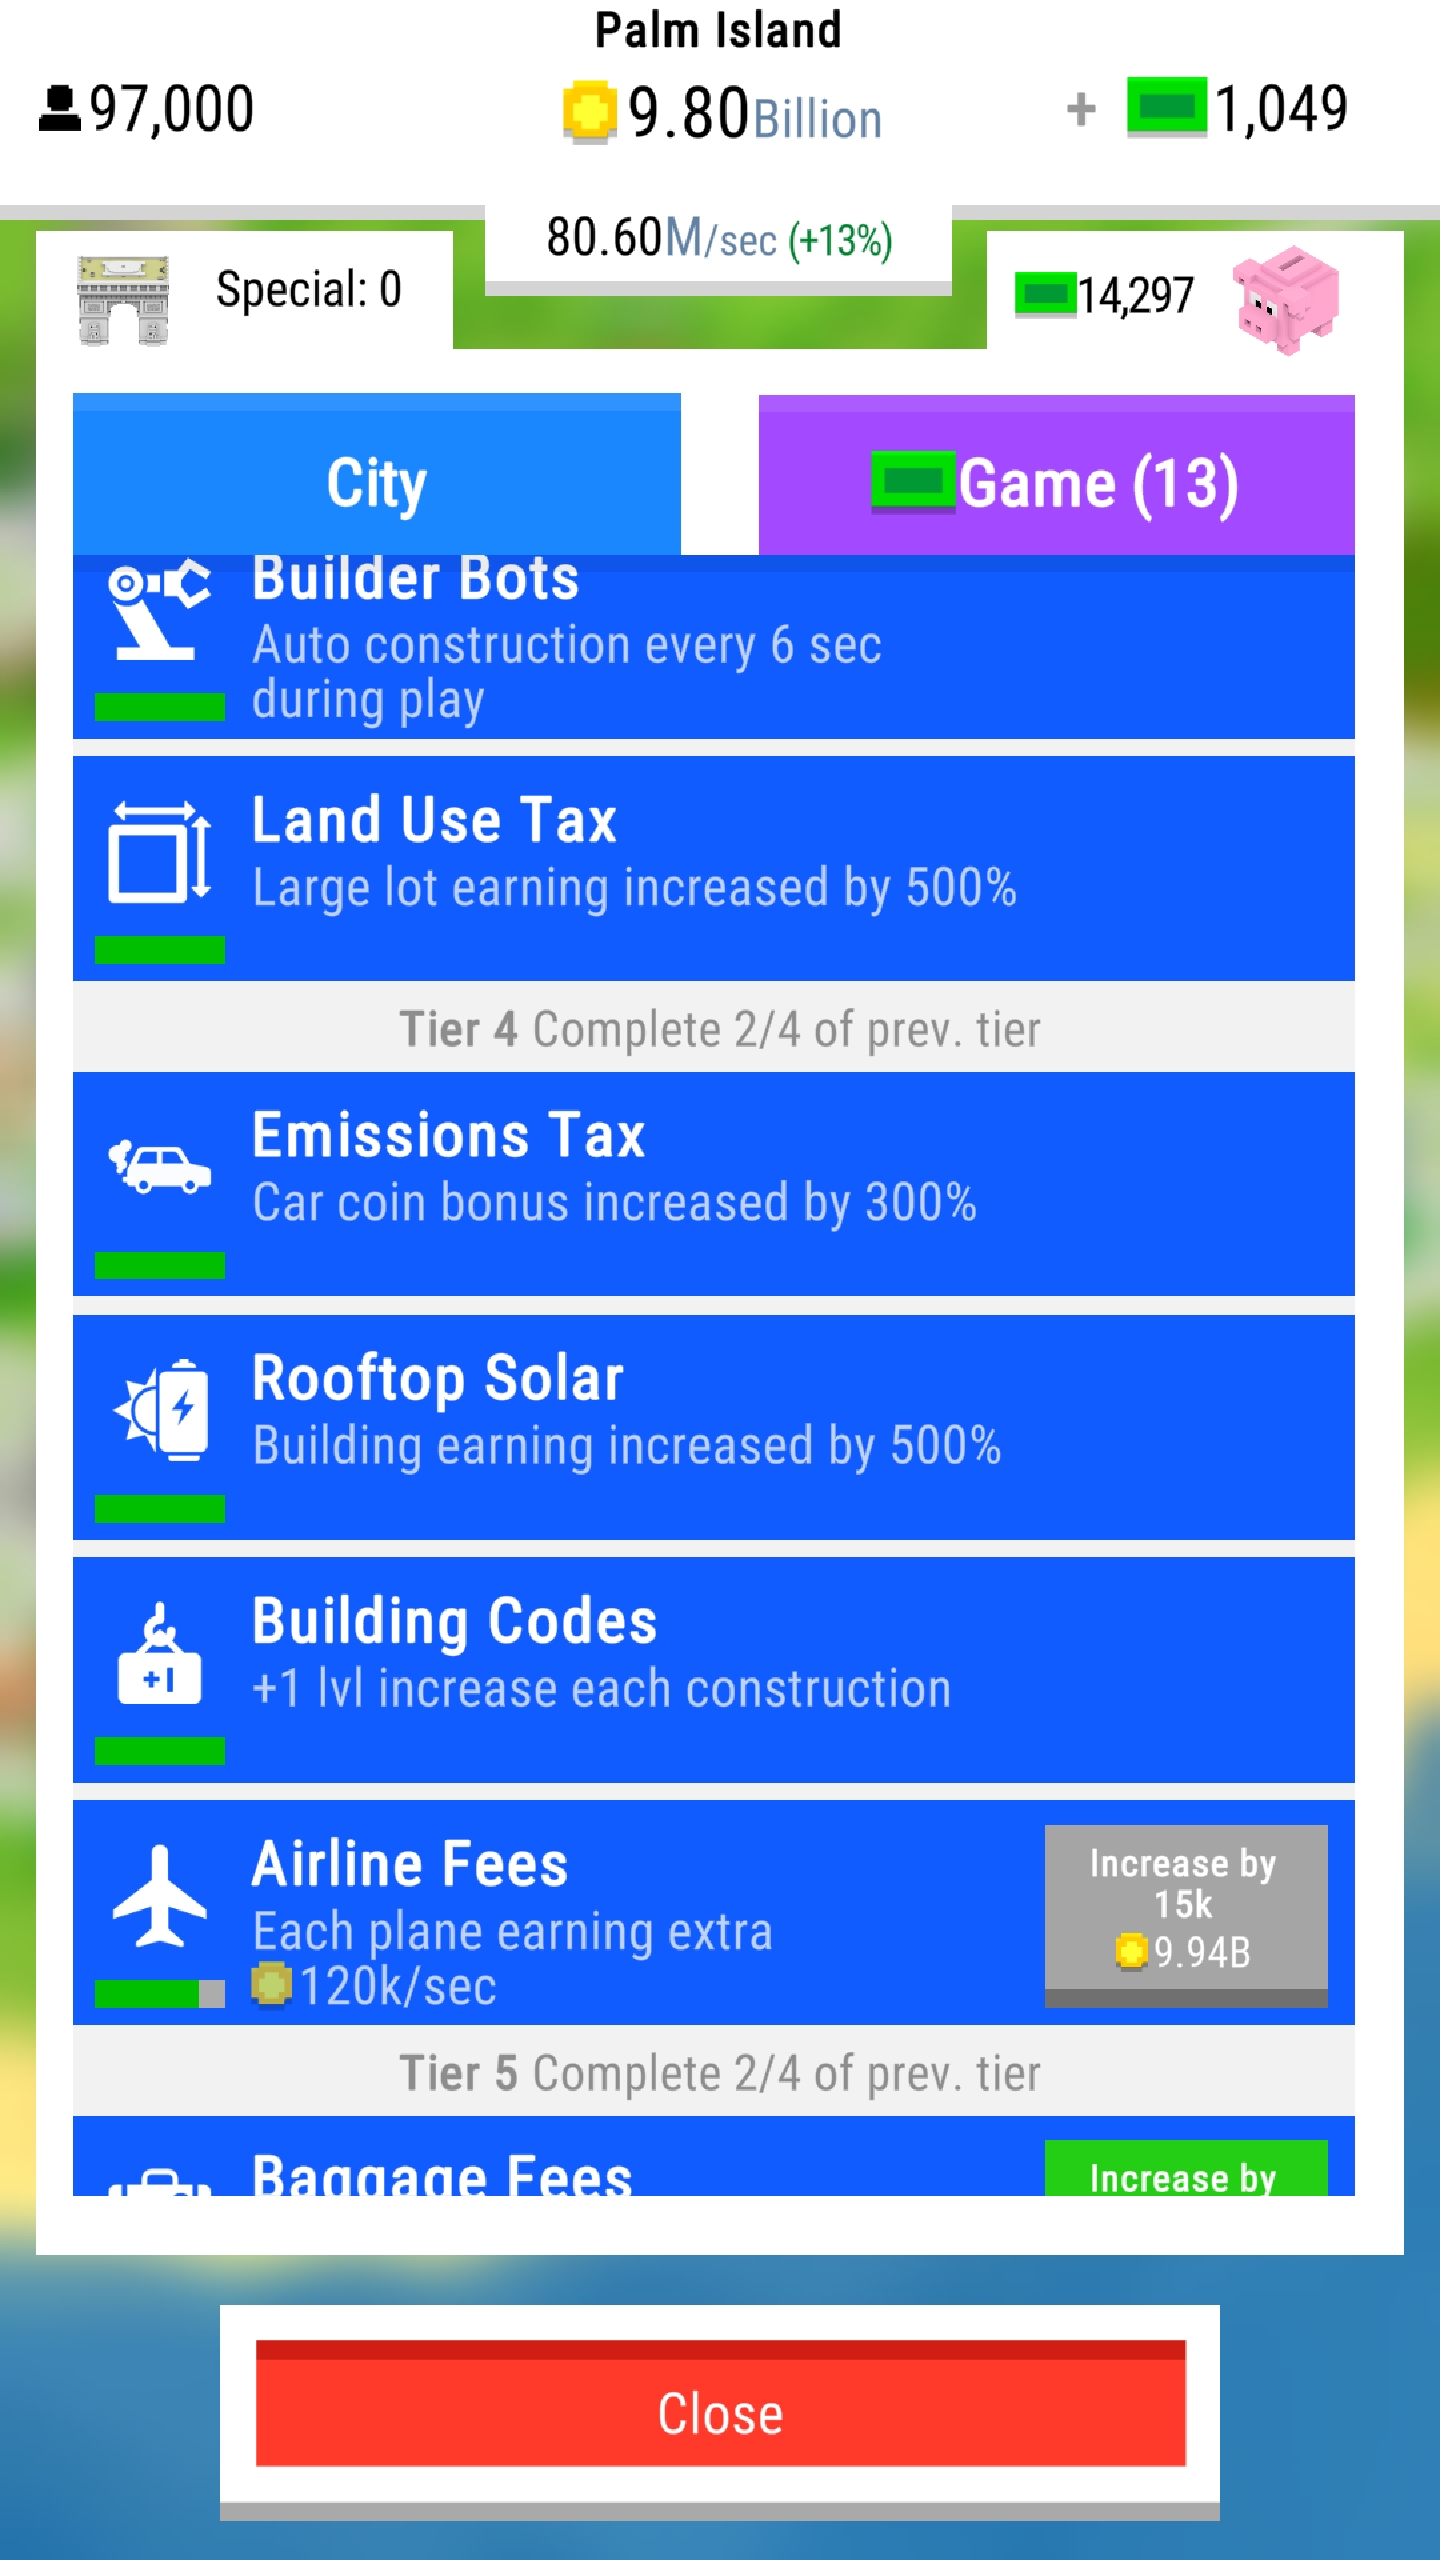 Palm Island
97,000
9.80Billion
+ 1,049
80.60M/sec (+13%)
Special: 0
14,297
City
Game (13)
Builder Bots
Auto construction every 6 sec
during play
Land Use Tax
Large lot earning increased by 500%
Tier 4 Complete 2/4 of prev. tier
Emissions Tax
Car coin bonus increased by 300%
Rooftop Solar
Building earning increased by 500%
+1
Building Codes
+1 lvl increase each construction
Airline Fees
Each plane earning extra
120k/sec
Increase by
15k
9.94B
Tier 5 Complete 2/4 of prev. tier
Baggage Fees
Increase by
Close